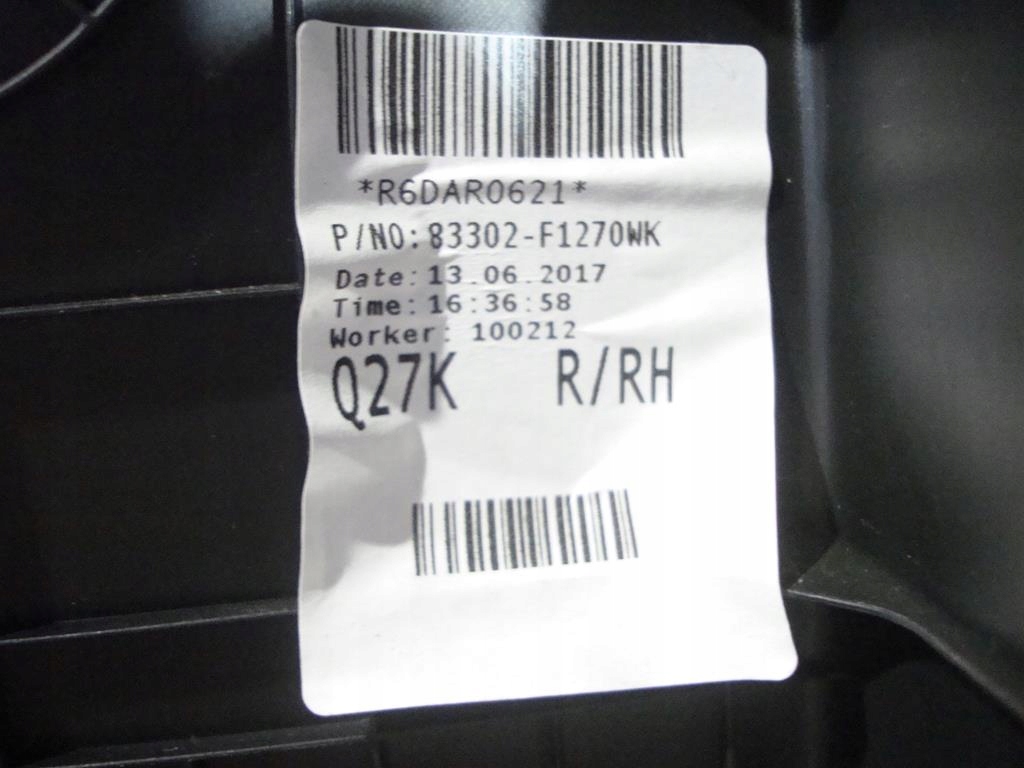 *R6DAR0621*
P/NO: 83302-F1270WK
Date: 13.06.2017
Time: 16:36:58
Worker: 100212
Q27K R/RH